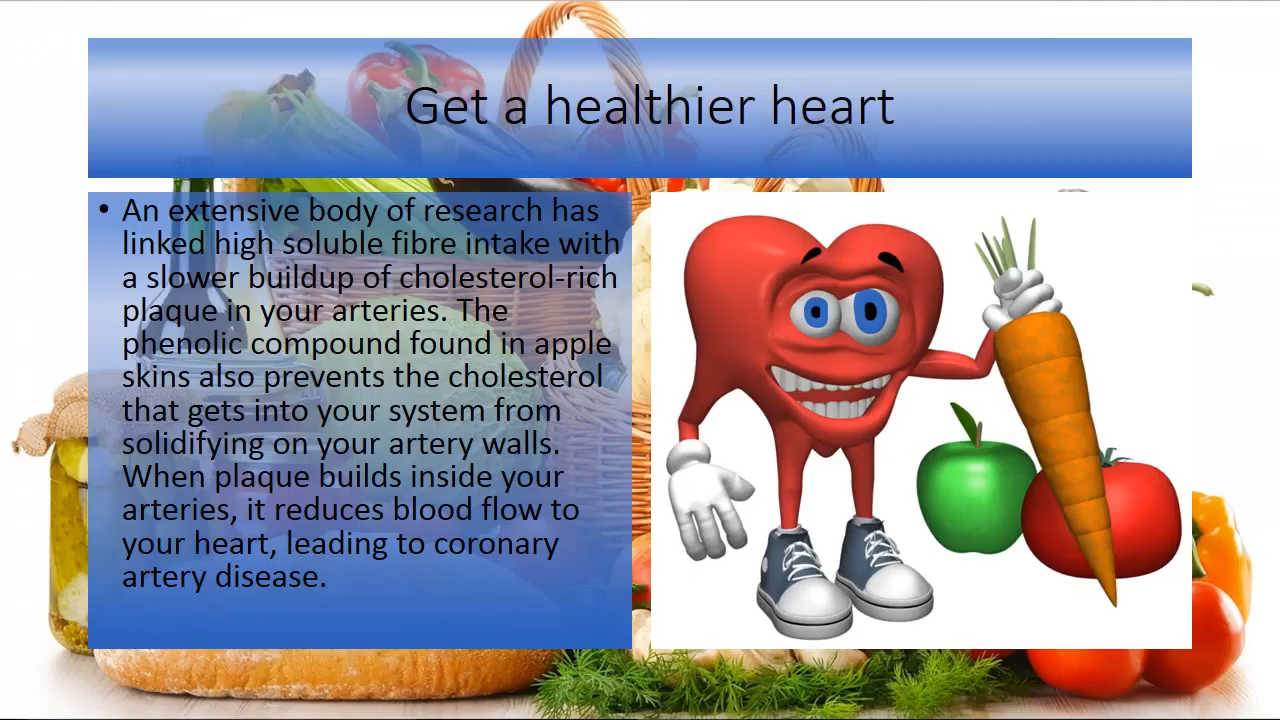 Get a healthier heart
• An extensive body of research has
linked high soluble fibre intake with
a slower buildup of cholesterol-rich
plaque in your arteries. The
phenolic compound found in apple
skins also prevents the cholesterol
that gets into your system from
solidifying on your artery walls.
When plaque builds inside your
arteries, it reduces blood flow to
your heart, leading to coronary
artery disease.